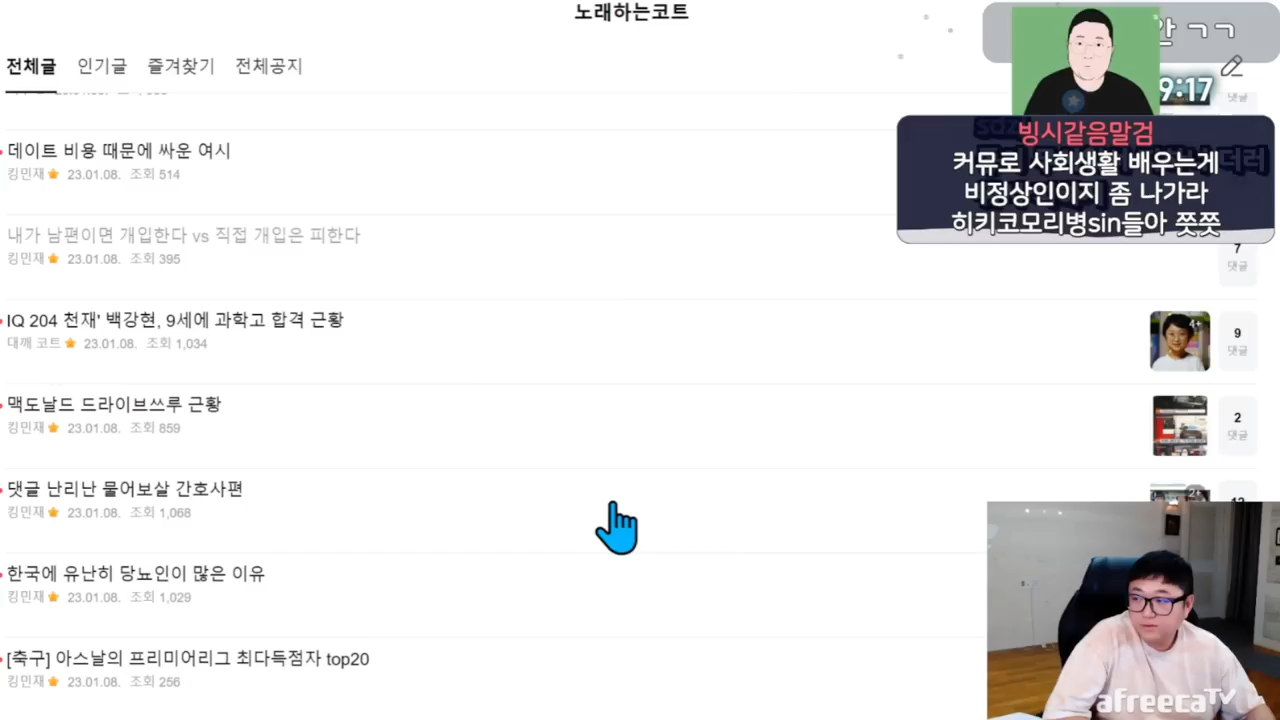 노래하는코트
안 ㄱㄱ
전체글 인기글 즐겨찾기 전체공지
9:17
댓글
빙시같음말검
커뮤로 사회생활 배우는게
비정상인이지 좀 나가라
히키코모리병sin들아 쯧쯧
데이트 비용 때문에 싸운 여시
킹민재 23.01.08. 조회 514
내가 남편이면 개입한다 vs 직접 개입은 피한다
킹민재 23.01.08. 조회 395
7
댓글
IQ 204 천재' 백강현, 9세에 과학고 합격 근황
대깨 코트 23.01.08. 조회 1,034
4+
9
댓글
맥도날드 드라이브쓰루 근황
킹민재 23.01.08. 조회 859
2
댓글
댓글 난리난 물어보살 간호사편
킹민재 23.01.08. 조회 1,068
2+
한국에 유난히 당뇨인이 많은 이유
킹민재 23.01.08. 조회 1,029
[축구] 아스날의 프리미어리그 최다득점자 top20
킹민재 23.01.08. 조회 256
afreecaTV